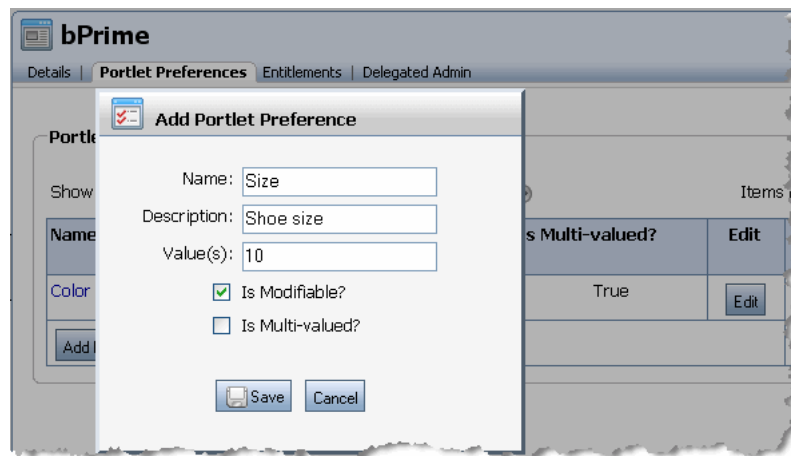 bPrime
Details | Portlet Preferences Entitlements | Delegated Admin
Add Portlet Preference
Name: Size
Show Items
Description: Shoe size
Name s Multi-valued? Edit
Value(s): 10
Color Is Modifiable? True Edit
Is Multi-valued?
Add
Save Cancel